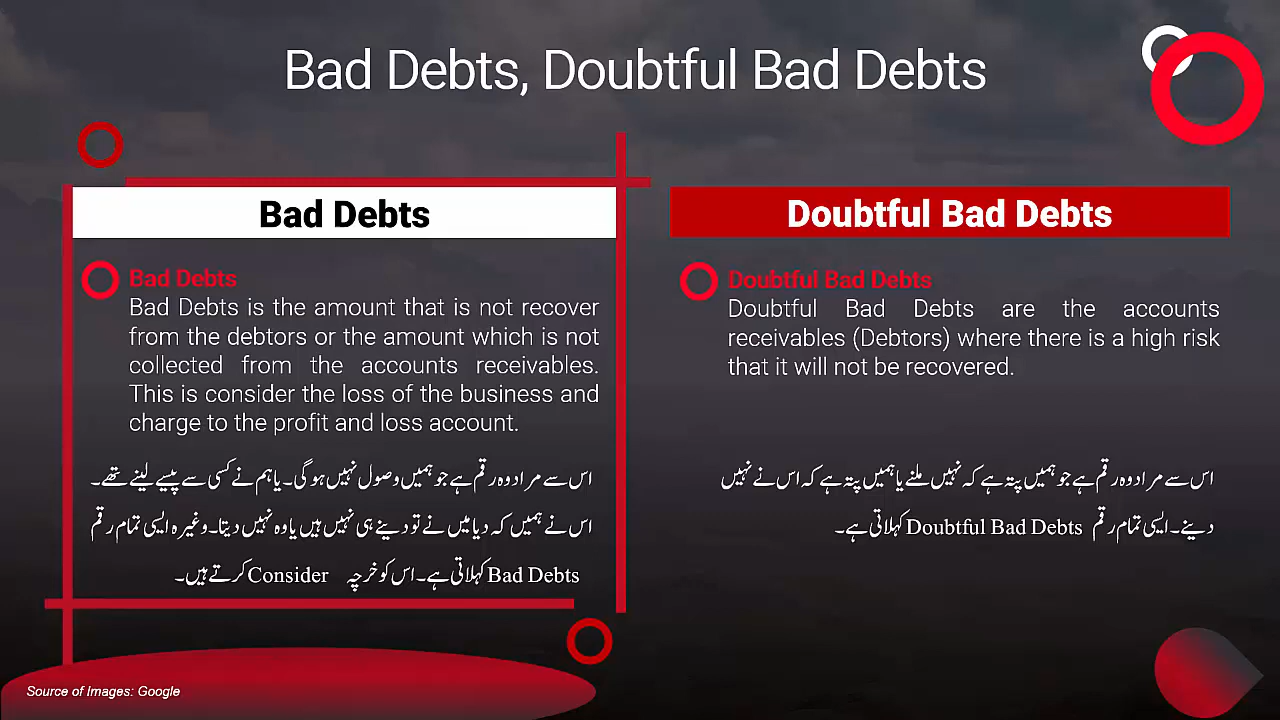 Bad Debts, Doubtful Bad Debts
Bad Debts
Bad Debts
Bad Debts is the amount that is not recover
from the debtors or the amount which is not
collected from the accounts receivables.
This is consider the loss of the business and
charge to the profit and loss account.
اس سے مراد وہ رقم ہے جو ہمیں وصول نہیں ہوگی۔ یا ہم نے کسی سے پیسے لینے تھے۔
اس نے ہمیں کہ دیا میں نے تو دینے ہی نہیں ہیں یا وہ نہیں دیتا۔ وغیرہ ایسی تمام رقم
Bad Debts کہلاتی ہے۔ اس کو خرچہ Consider کرتے ہیں۔
Doubtful Bad Debts
Doubtful Bad Debts
Doubtful Bad Debts are the accounts
receivables (Debtors) where there is a high risk
that it will not be recovered.
اس سے مراد وہ رقم ہے جو ہمیں پتہ ہے کہ نہیں ملنے یا ہمیں پتہ ہے کہ اس نے نہیں
دینے۔ ایسی تمام رقم Doubtful Bad Debts کہلاتی ہے۔
Source of Images: Google